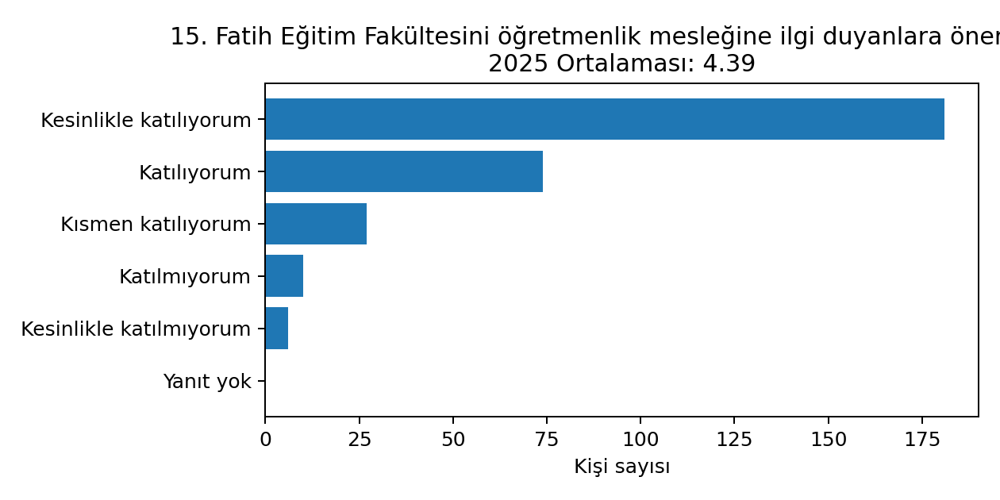 15. Fatih Eğitim Fakültesini öğretmenlik mesleğine ilgi duyanlara
2025 Ortalaması: 4.39
Kesinlikle katılıyorum
Katılıyorum
Kısmen katılıyorum
Katılmıyorum
Kesinlikle katılmıyorum
Yanıt yok
0 25 50 75 100 125 150 175
Kişi sayısı